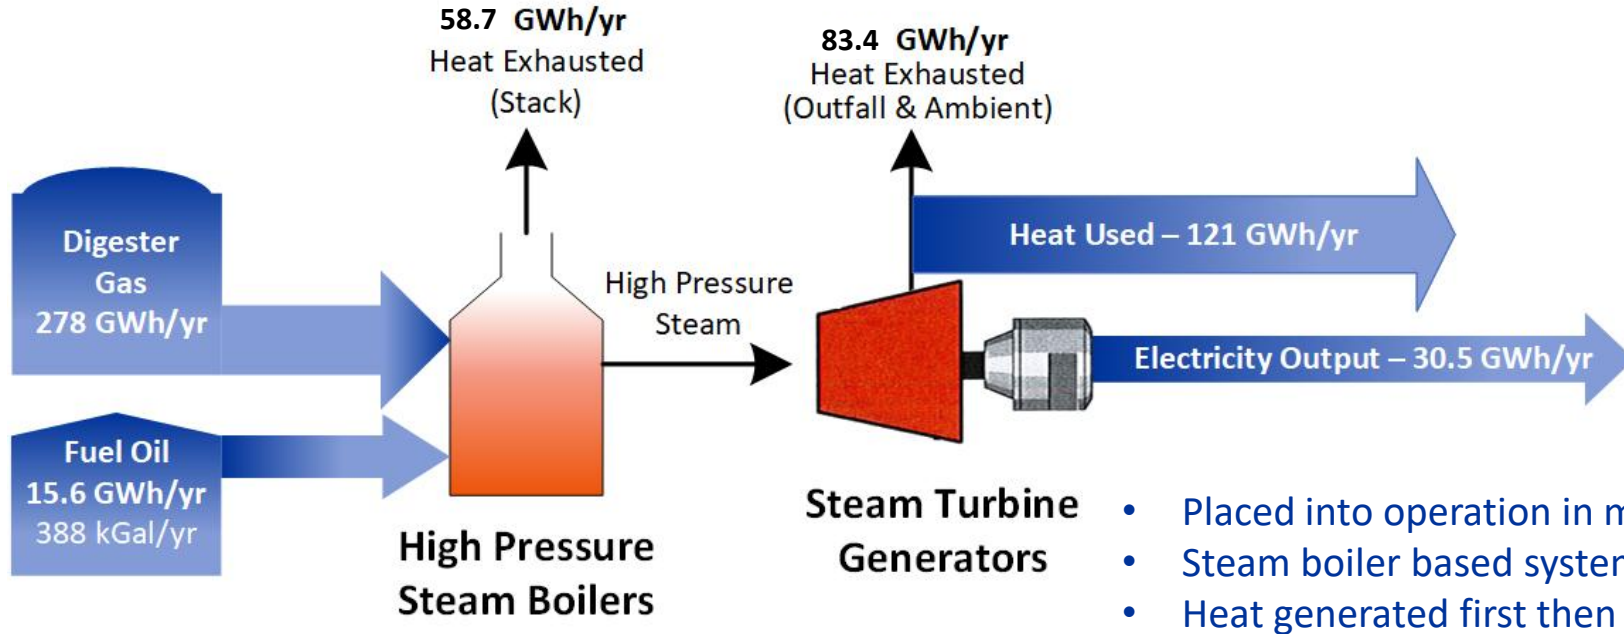 58.7 GWh/yr
Heat Exhausted
(Stack)
83.4 GWh/yr
Heat Exhausted
(Outfall & Ambient)
Digester
Gas
278 GWh/yr
Heat Used – 121 GWh/yr
High Pressure
Steam
Electricity Output – 30.5 GWh/yr
Fuel Oil
15.6 GWh/yr
388 kGal/yr
High Pressure
Steam Boilers
Steam Turbine
Generators
• Placed into operation in
• Steam boiler based
• Heat generated first then